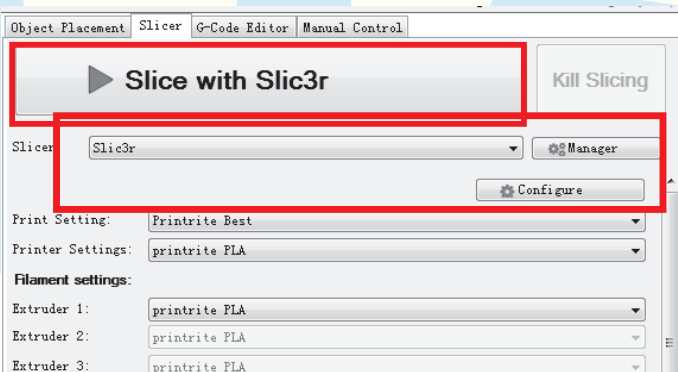 Object Placement Slicer G-Code Editor Manual Control
Slice with Slic3r Kill Slicing
Slicer Slic3r Manager
Configure
Print Setting: Printrite Best
Printer Settings: printrite PLA
Filament settings:
Extruder 1: printrite PLA
Extruder 2: printrite PLA
Extruder 3: printrite PLA